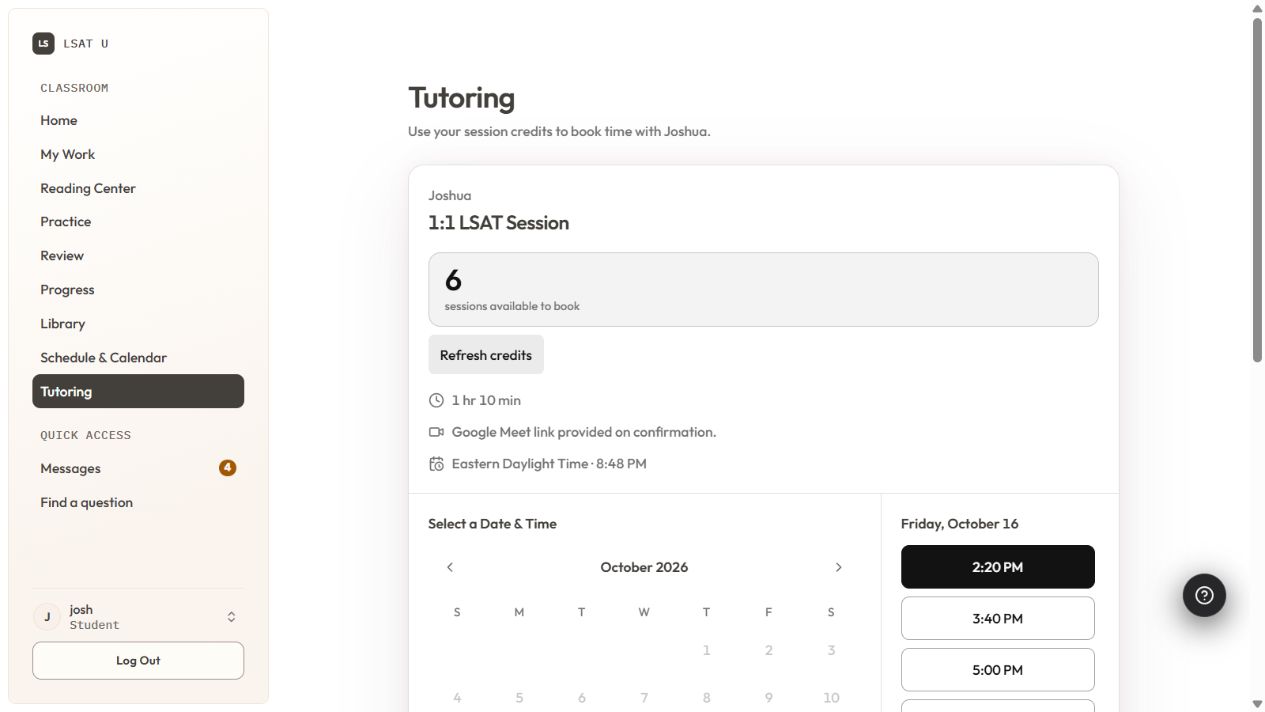 LS LSAT U
CLASSROOM
Home
My Work
Reading Center
Practice
Review
Progress
Library
Schedule & Calendar
Tutoring
QUICK ACCESS
Messages 4
Find a question
J josh
Student
Log Out
Tutoring
Use your session credits to book time with Joshua.
Joshua
1:1 LSAT Session
6
sessions available to book
Refresh credits
1 hr 10 min
Google Meet link provided on confirmation.
Eastern Daylight Time · 8:48 PM
Select a Date & Time
October 2026
S M T W T F S
1 2 3
4 5 6 7 8 9 10
Friday, October 16
2:20 PM
3:40 PM
5:00 PM